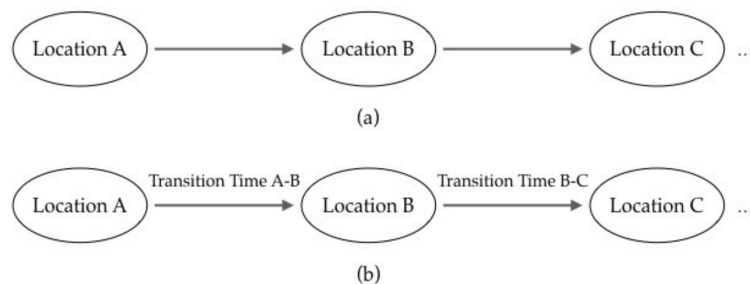 Location A Location B Location C ...
(a)
Transition Time A-B Transition Time B-C
Location A Location B Location C ...
(b)